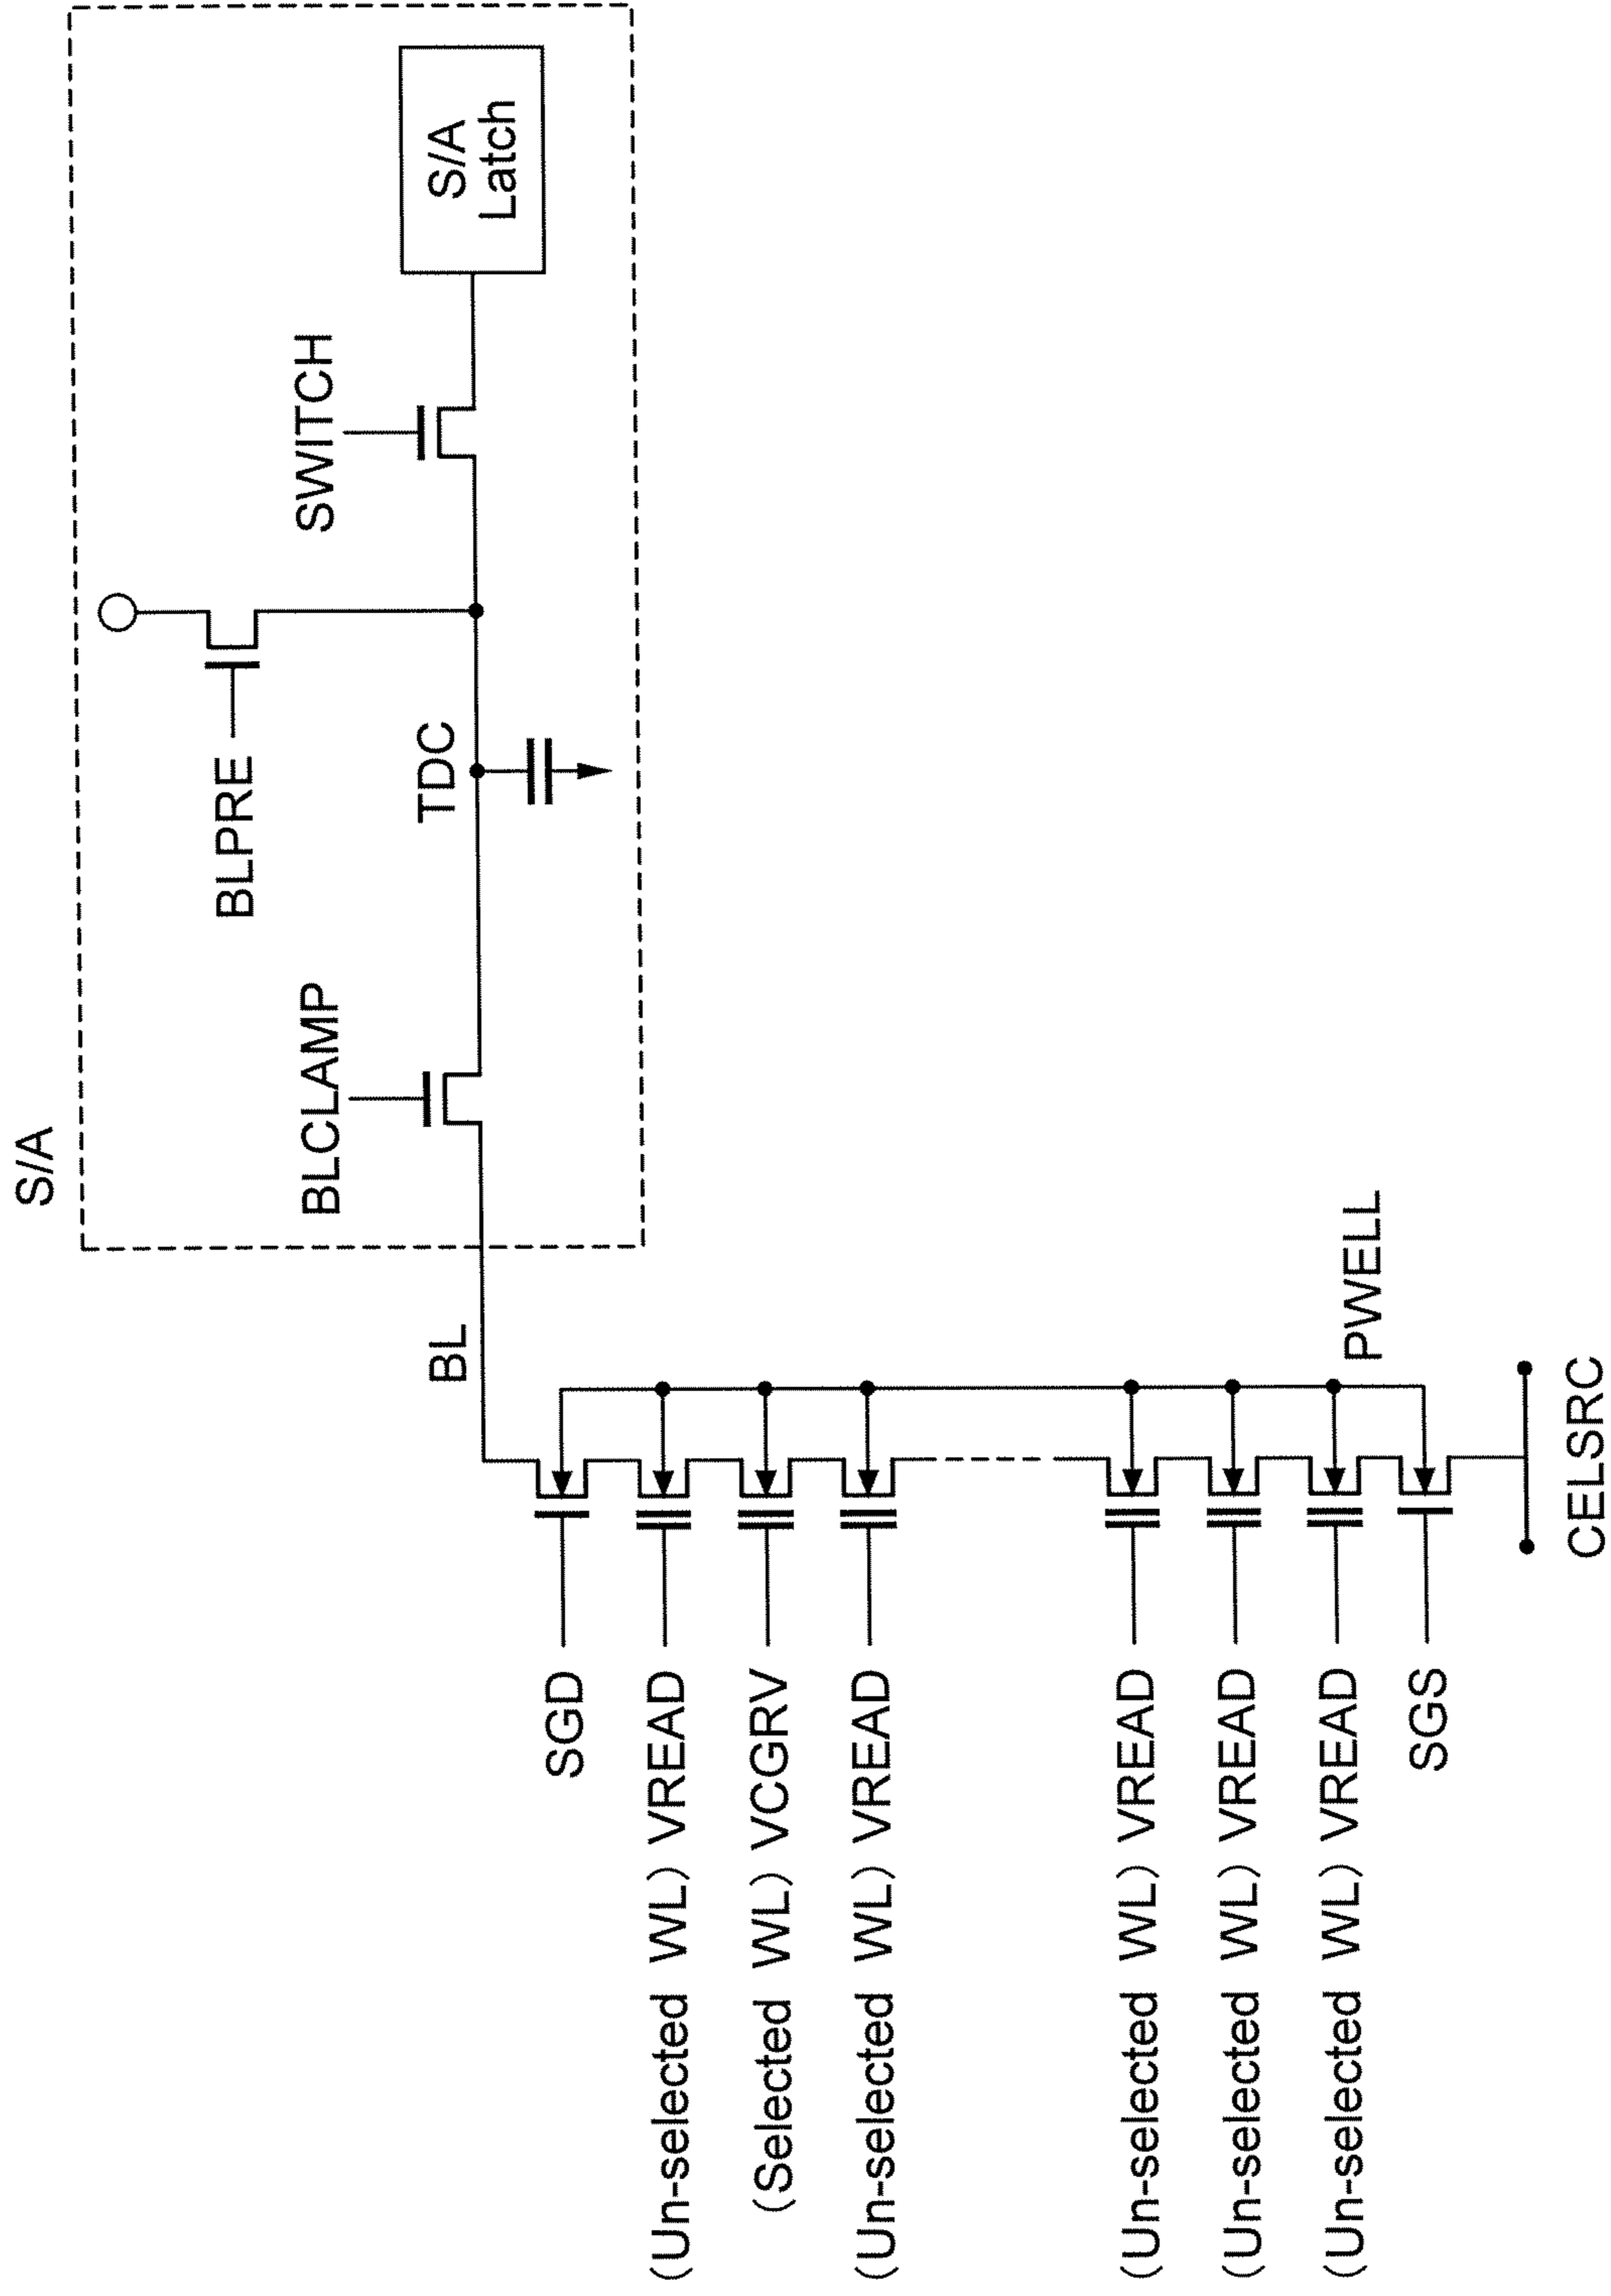 S/A
BLCLAMP
BLPRE
SWITCH
TDC
S/A
Latch
BL
SGD
(Un-selected WL) VREAD
(Selected WL) VCGRV
(Un-selected WL) VREAD
(Un-selected WL) VREAD
(Un-selected WL) VREAD
(Un-selected WL) VREAD
SGS
PWELL
CELSRC